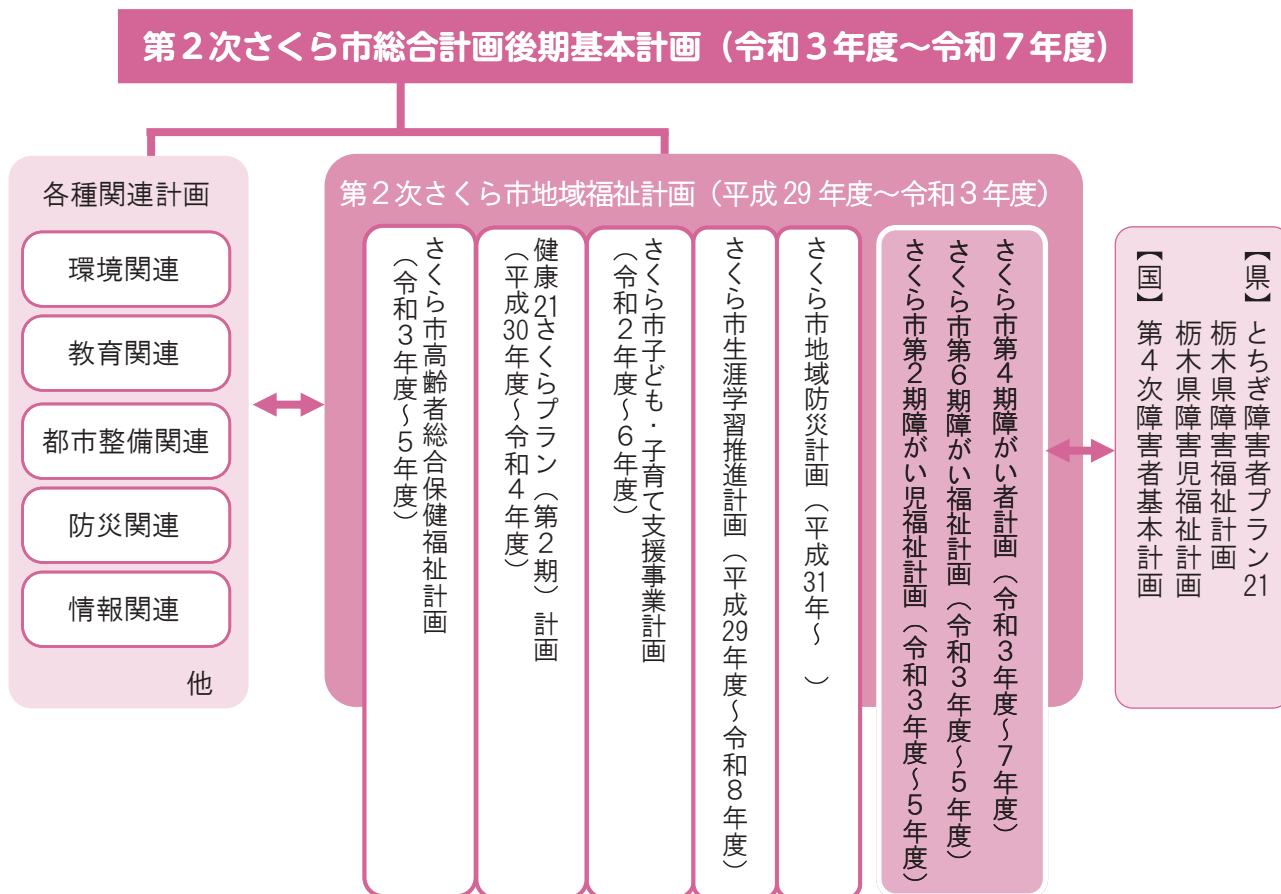 第２次さくら市総合計画後期基本計画（令和３年度～令和７年度）
各種関連計画
環境関連
教育関連
都市整備関連
防災関連
情報関連
他
第２次さくら市地域福祉計画（平成 29 年度～令和３年度）
さくら市高齢者総合保健福祉計画
（令和３年度～５年度）
健康21さくらプラン（第２期）計画
（平成30年度～令和４年度）
さくら市子ども・子育て支援事業計画
（令和２年度～６年度）
さくら市生涯学習推進計画（平成29年度～令和８年度）
さくら市地域防災計画（平成31年～　）
さくら市第４期障がい者計画（令和３年度～７年度）
さくら市第６期障がい福祉計画（令和３年度～５年度）
さくら市第２期障がい児福祉計画（令和３年度～５年度）
【県】とちぎ障害者プラン21
栃木県障害福祉計画
栃木県障害児福祉計画
【国】第４次障害者基本計画